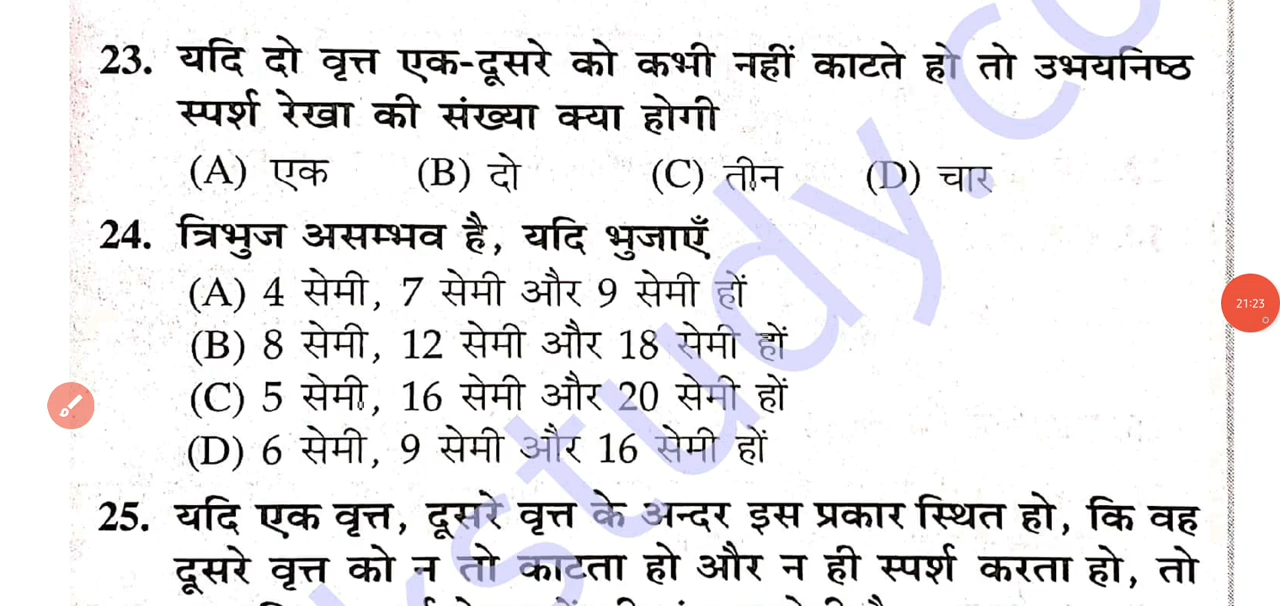 23. यदि दो वृत्त एक-दूसरे को कभी नहीं काटते हो तो उभयनिष्ठ
स्पर्श रेखा की संख्या क्या होगी
(A) एक (B) दो (C) तीन (D) चार
24. त्रिभुज असम्भव है, यदि भुजाएँ
(A) 4 सेमी, 7 सेमी और 9 सेमी हों
(B) 8 सेमी, 12 सेमी और 18 सेमी हों
(C) 5 सेमी, 16 सेमी और 20 सेमी हों
(D) 6 सेमी, 9 सेमी और 16 सेमी हों
21:23
25. यदि एक वृत्त, दूसरे वृत्त के अन्दर इस प्रकार स्थित हो, कि वह
दूसरे वृत्त को न तो काटता हो और न ही स्पर्श करता हो, तो
study.co